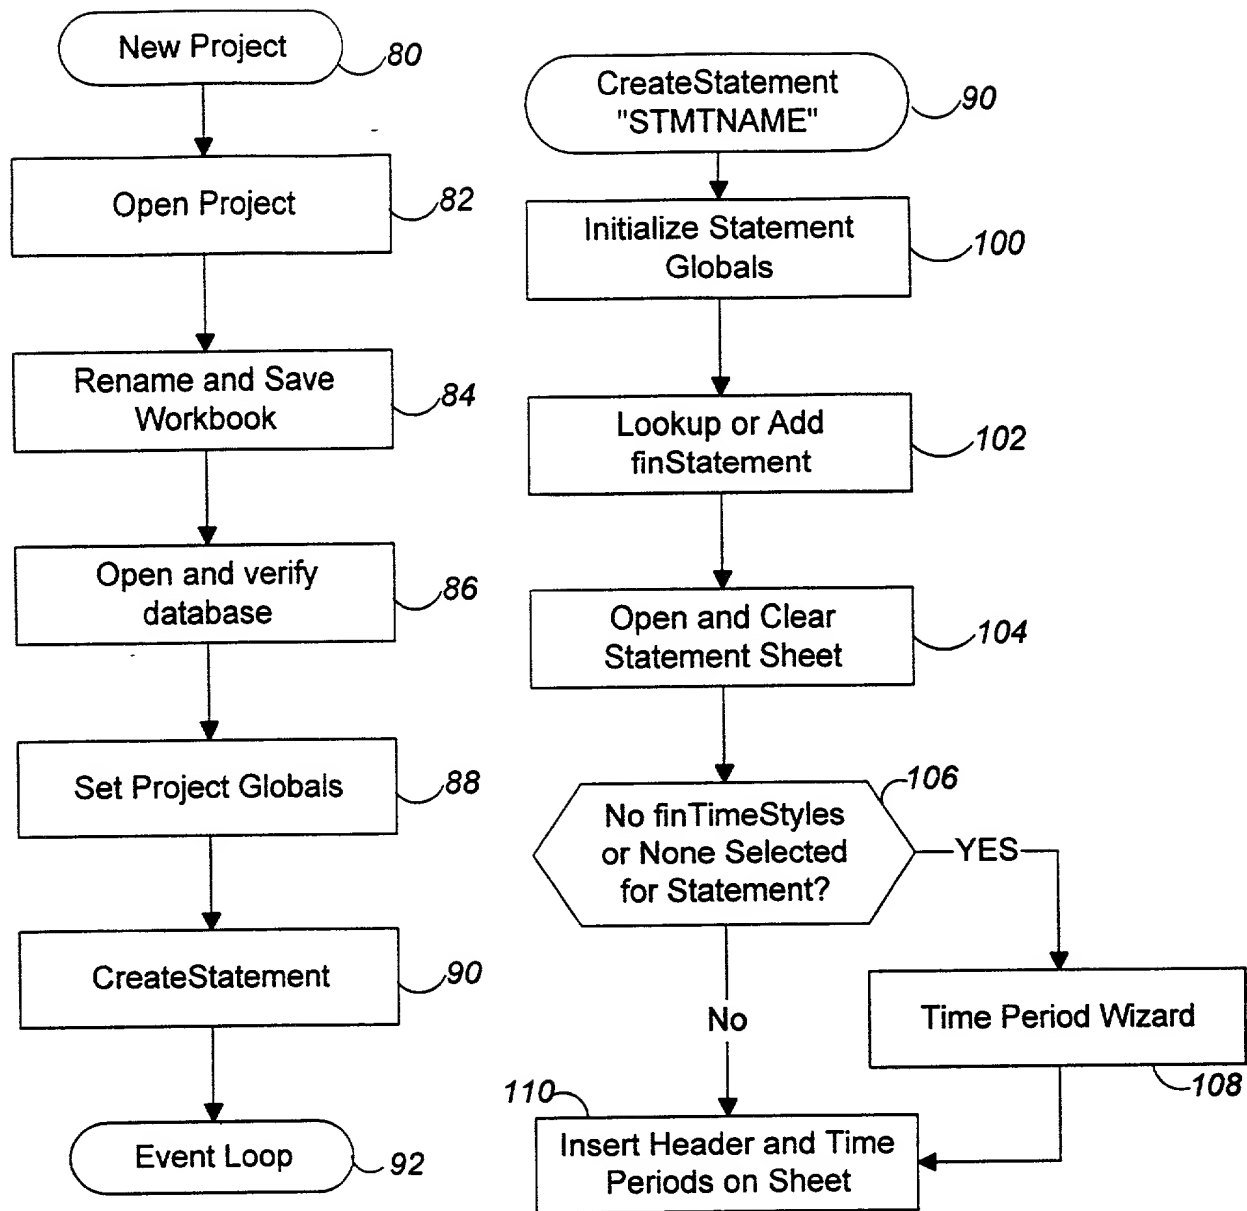 New Project
80
Open Project
82
Rename and Save
Workbook
84
Open and verify
database
86
Set Project Globals
88
CreateStatement
90
Event Loop
92
CreateStatement
"STMTNAME"
90
Initialize Statement
Globals
100
Lookup or Add
finStatement
102
Open and Clear
Statement Sheet
104
No finTimeStyles
or None Selected
for Statement?
106
YES
No
Time Period Wizard
108
110
Insert Header and Time
Periods on Sheet